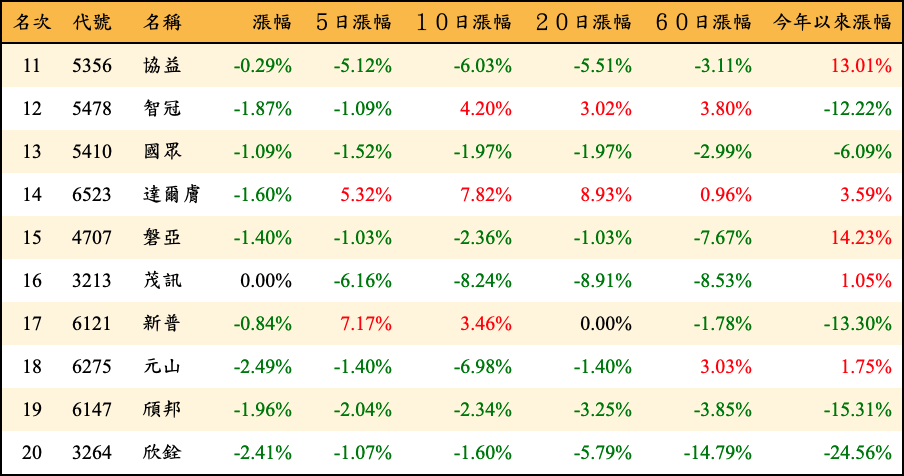 名次 代號 名稱 漲幅 5日漲幅 10日漲幅 20日漲幅 60日漲幅 今年以來漲幅
11 5356 協益 -0.29% -5.12% -6.03% -5.51% -3.11% 13.01%
12 5478 智冠 -1.87% -1.09% 4.20% 3.02% 3.80% -12.22%
13 5410 國眾 -1.09% -1.52% -1.97% -1.97% -2.99% -6.09%
14 6523 達爾膚 -1.60% 5.32% 7.82% 8.93% 0.96% 3.59%
15 4707 磐亞 -1.40% -1.03% -2.36% -1.03% -7.67% 14.23%
16 3213 茂訊 0.00% -6.16% -8.24% -8.91% -8.53% 1.05%
17 6121 新普 -0.84% 7.17% 3.46% 0.00% -1.78% -13.30%
18 6275 元山 -2.49% -1.40% -6.98% -1.40% 3.03% 1.75%
19 6147 頎邦 -1.96% -2.04% -2.34% -3.25% -3.85% -15.31%
20 3264 欣銓 -2.41% -1.07% -1.60% -5.79% -14.79% -24.56%